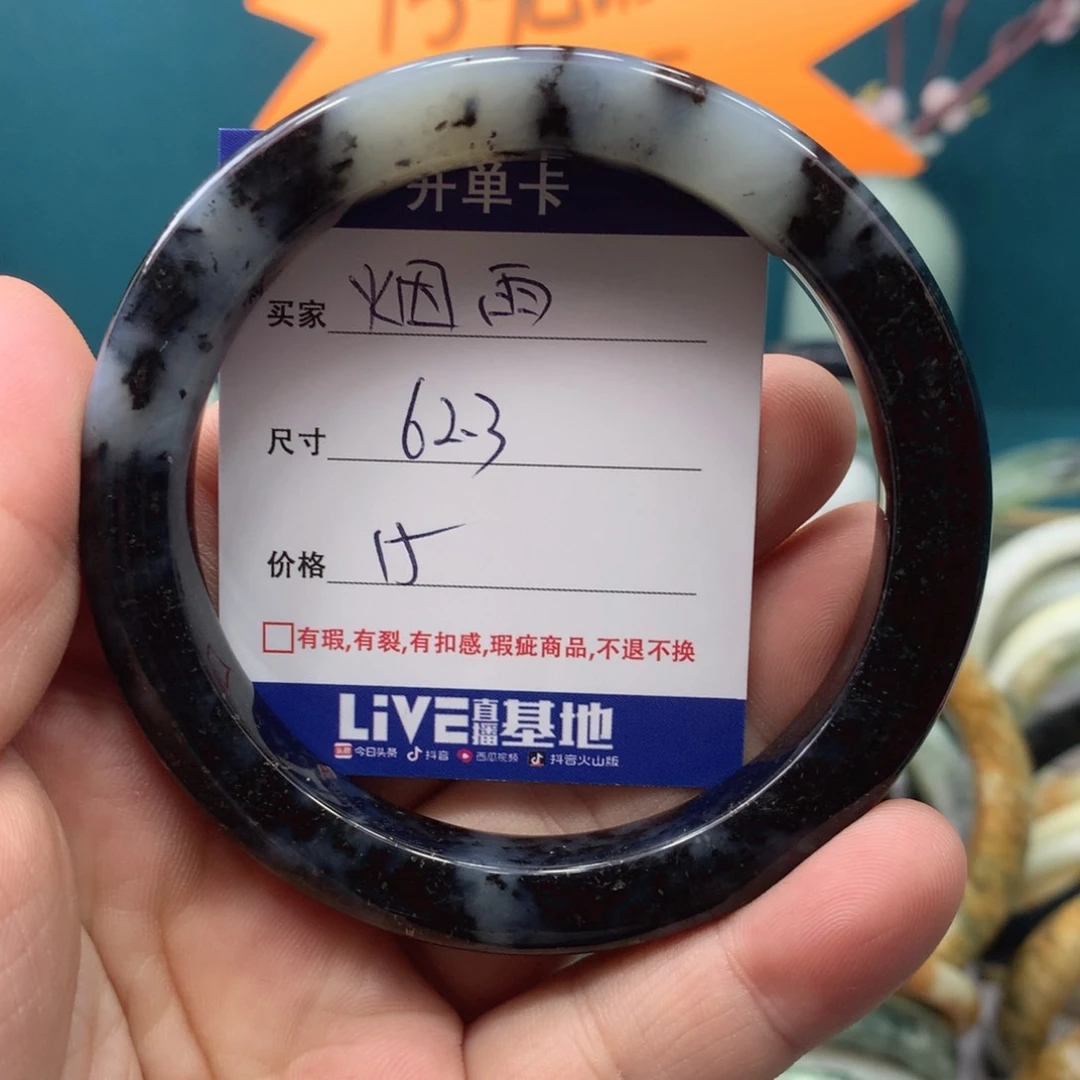 开单卡
买家 烟雨
尺寸 62.3
价格 15
有瑕,有裂,有扣感,瑕疵商品,不退不换
LiVE直播基地
头条 今日头条 抖音 西瓜视频 抖音火山版